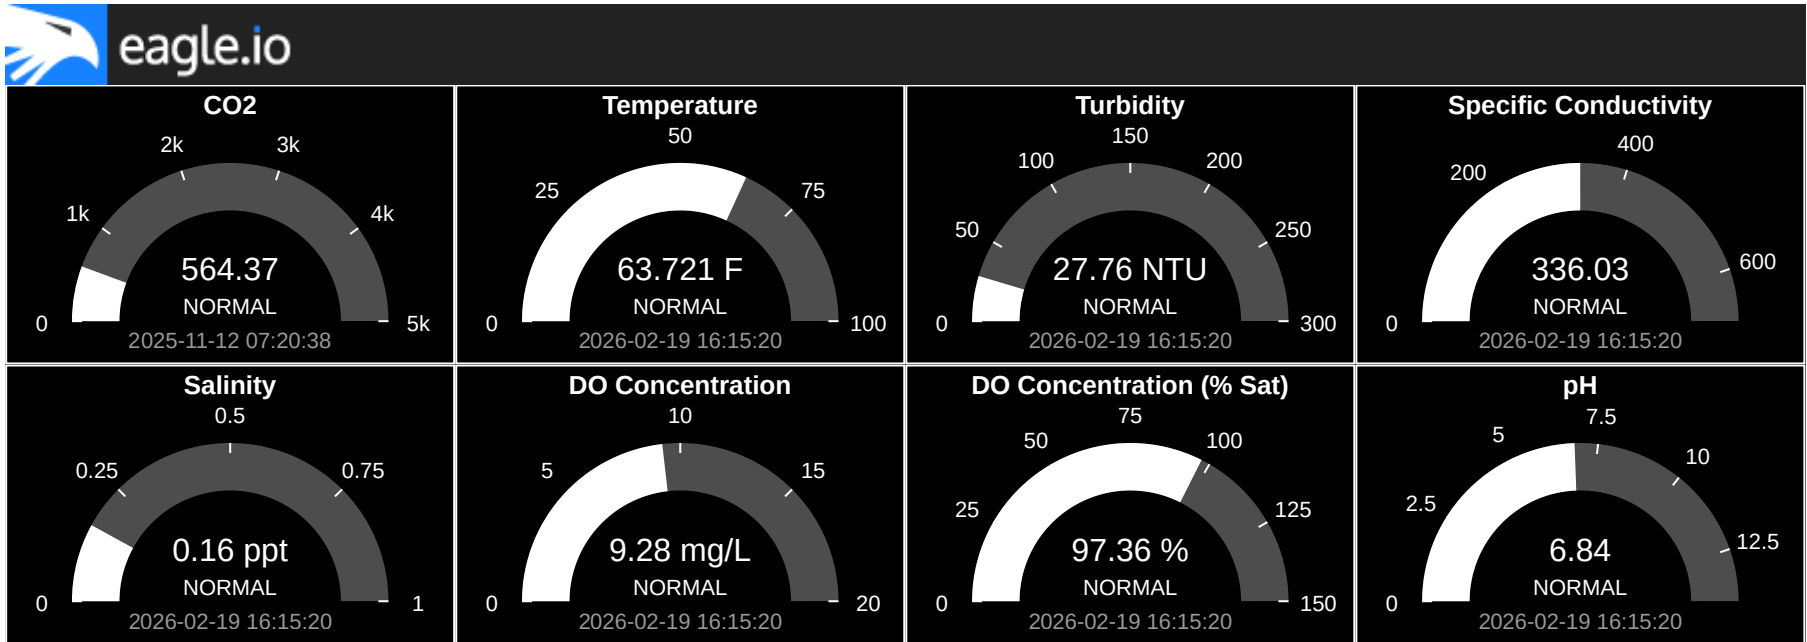 eagle.io
CO2
0
1k
2k
3k
4k
5k
564.37
NORMAL
2025-11-12 07:20:38
Temperature
0
25
50
75
100
63.721 F
NORMAL
2026-02-19 16:15:20
Turbidity
0
50
100
150
200
250
300
27.76 NTU
NORMAL
2026-02-19 16:15:20
Specific Conductivity
0
200
400
600
336.03
NORMAL
2026-02-19 16:15:20
Salinity
0
0.25
0.5
0.75
1
0.16 ppt
NORMAL
2026-02-19 16:15:20
DO Concentration
0
5
10
15
20
9.28 mg/L
NORMAL
2026-02-19 16:15:20
DO Concentration (% Sat)
0
25
50
75
100
125
150
97.36 %
NORMAL
2026-02-19 16:15:20
pH
0
2.5
5
7.5
10
12.5
6.84
NORMAL
2026-02-19 16:15:20